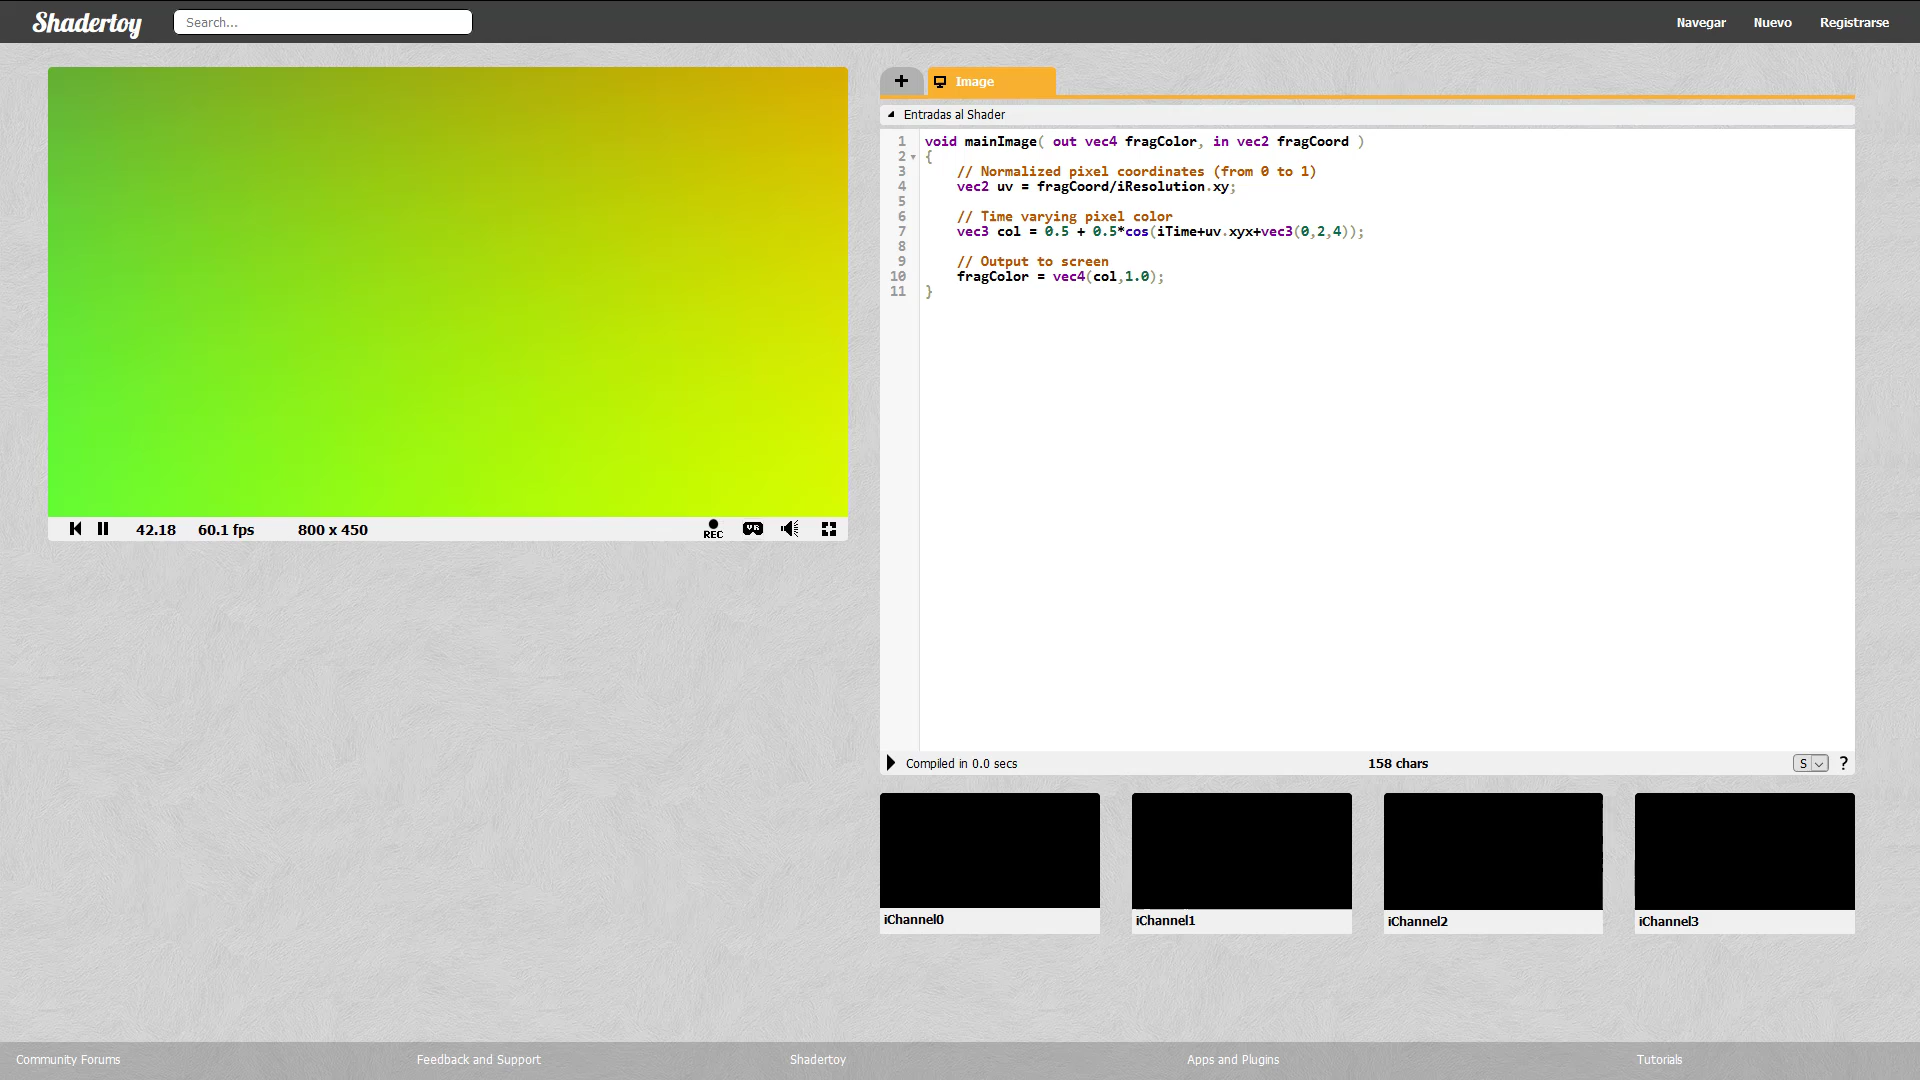 Shadertoy
Search...
Navegar
Nuevo
Registrarse
Image
Entradas al Shader
1 void mainImage( out vec4 fragColor, in vec2 fragCoord )
2 {
3     // Normalized pixel coordinates (from 0 to 1)
4     vec2 uv = fragCoord/iResolution.xy;
5
6     // Time varying pixel color
7     vec3 col = 0.5 + 0.5*cos(iTime+uv.xyx+vec3(0,2,4));
8
9     // Output to screen
10     fragColor = vec4(col,1.0);
11 }
42.18
60.1 fps
800 x 450
REC
VR
Compiled in 0.0 secs
158 chars
S
?
iChannel0
iChannel1
iChannel2
iChannel3
Community Forums
Feedback and Support
Shadertoy
Apps and Plugins
Tutorials